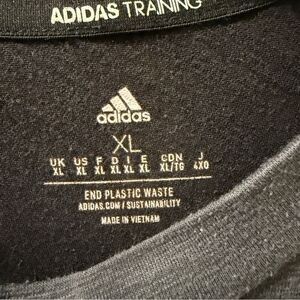 ADIDAS TRAINING
adidas
XL
UK US F D I E CDN J
XL XL XL XL XL XL XL/TG 4XO
END PLASTIC WASTE
ADIDAS.COM/SUSTAINABILITY
MADE IN VIETNAM